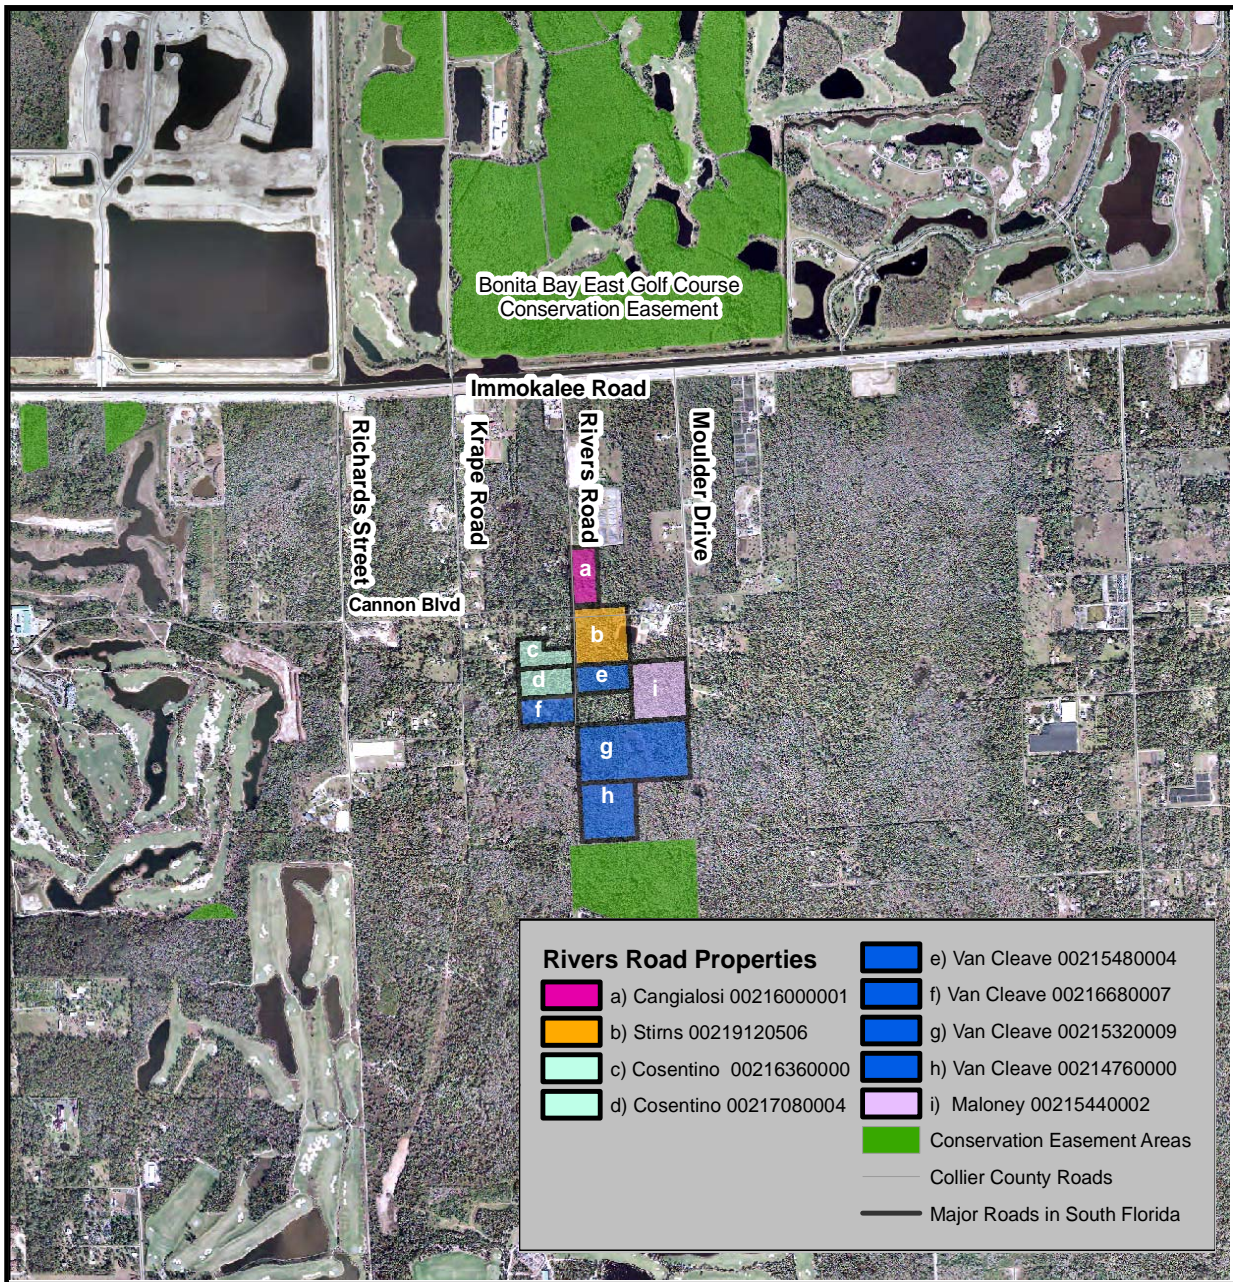 Bonita Bay East Golf Course
Conservation Easement
Immokalee Road
Richards Street
Krape Road
Rivers Road
Moulder Drive
Cannon Blvd
a
b
c
d
e
f
g
h
i
Rivers Road Properties
a) Cangialosi 00216000001
b) Stirns 00219120506
c) Cosentino 00216360000
d) Cosentino 00217080004
e) Van Cleave 00215480004
f) Van Cleave 00216680007
g) Van Cleave 00215320009
h) Van Cleave 00214760000
i) Maloney 00215440002
Conservation Easement Areas
Collier County Roads
Major Roads in South Florida